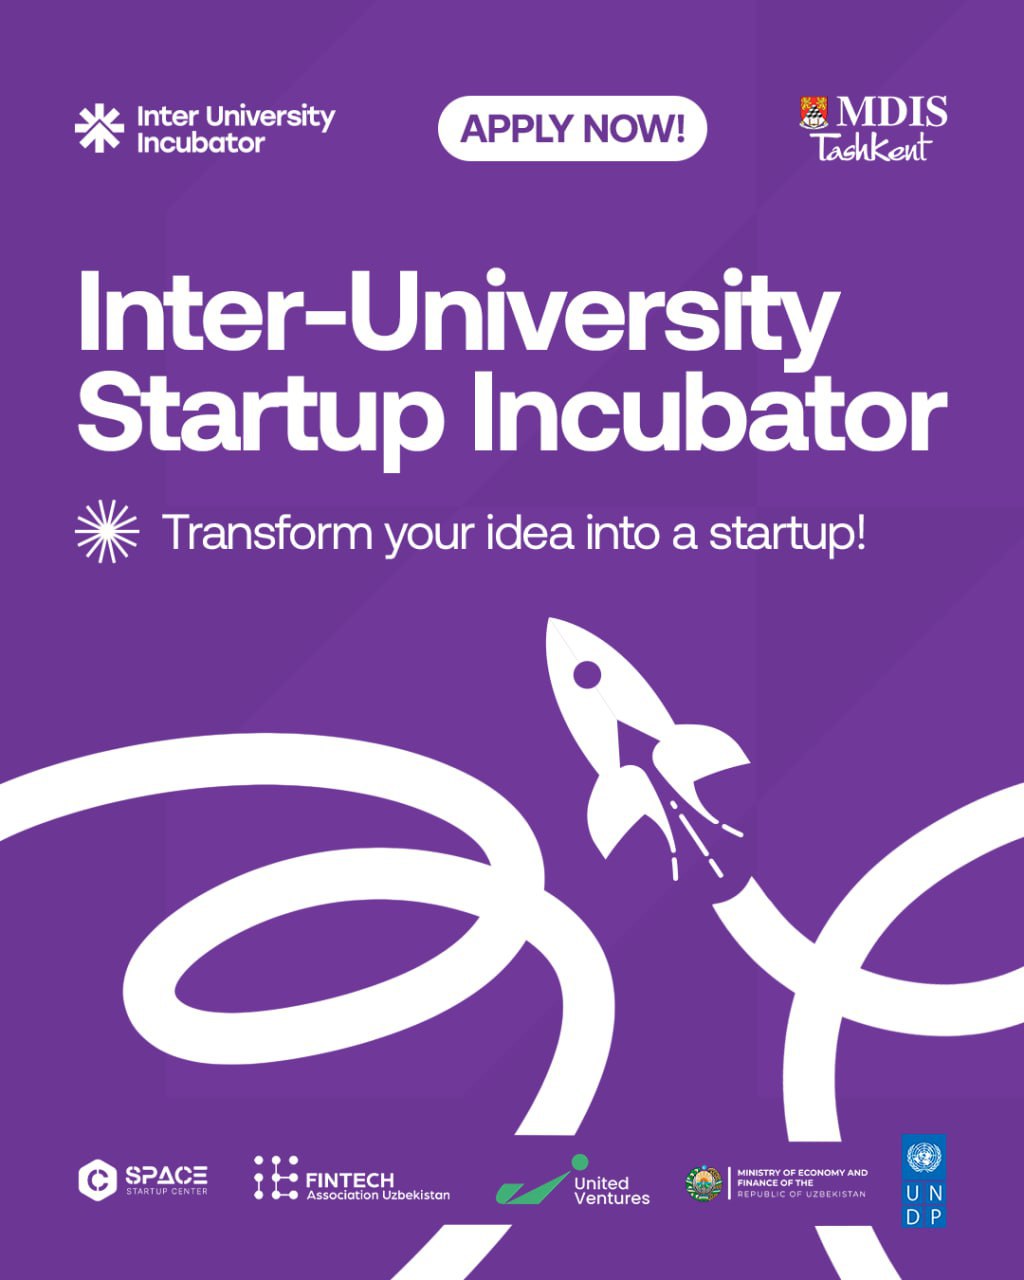 Inter University
Incubator
APPLY NOW!
MDIS
Tashkent
Inter-University
Startup Incubator
Transform your idea into a startup!
SPACE
STARTUP CENTER
FINTECH
Association Uzbekistan
United
Ventures
MINISTRY OF ECONOMY AND
FINANCE OF THE
REPUBLIC OF UZBEKISTAN
U N
D P